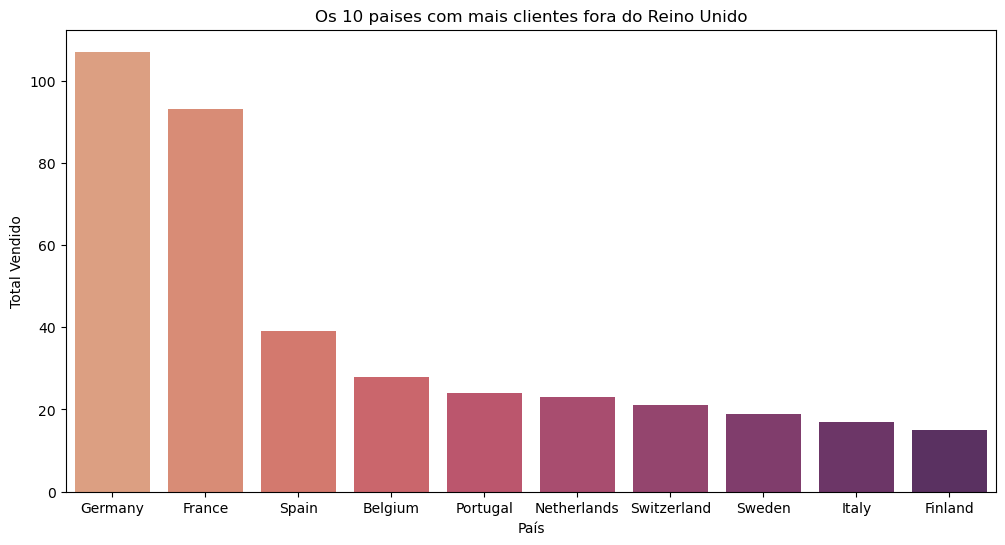 Os 10 paises com mais clientes fora do Reino Unido
Total Vendido
100
80
60
40
20
0
Germany France Spain Belgium Portugal Netherlands Switzerland Sweden Italy Finland
País